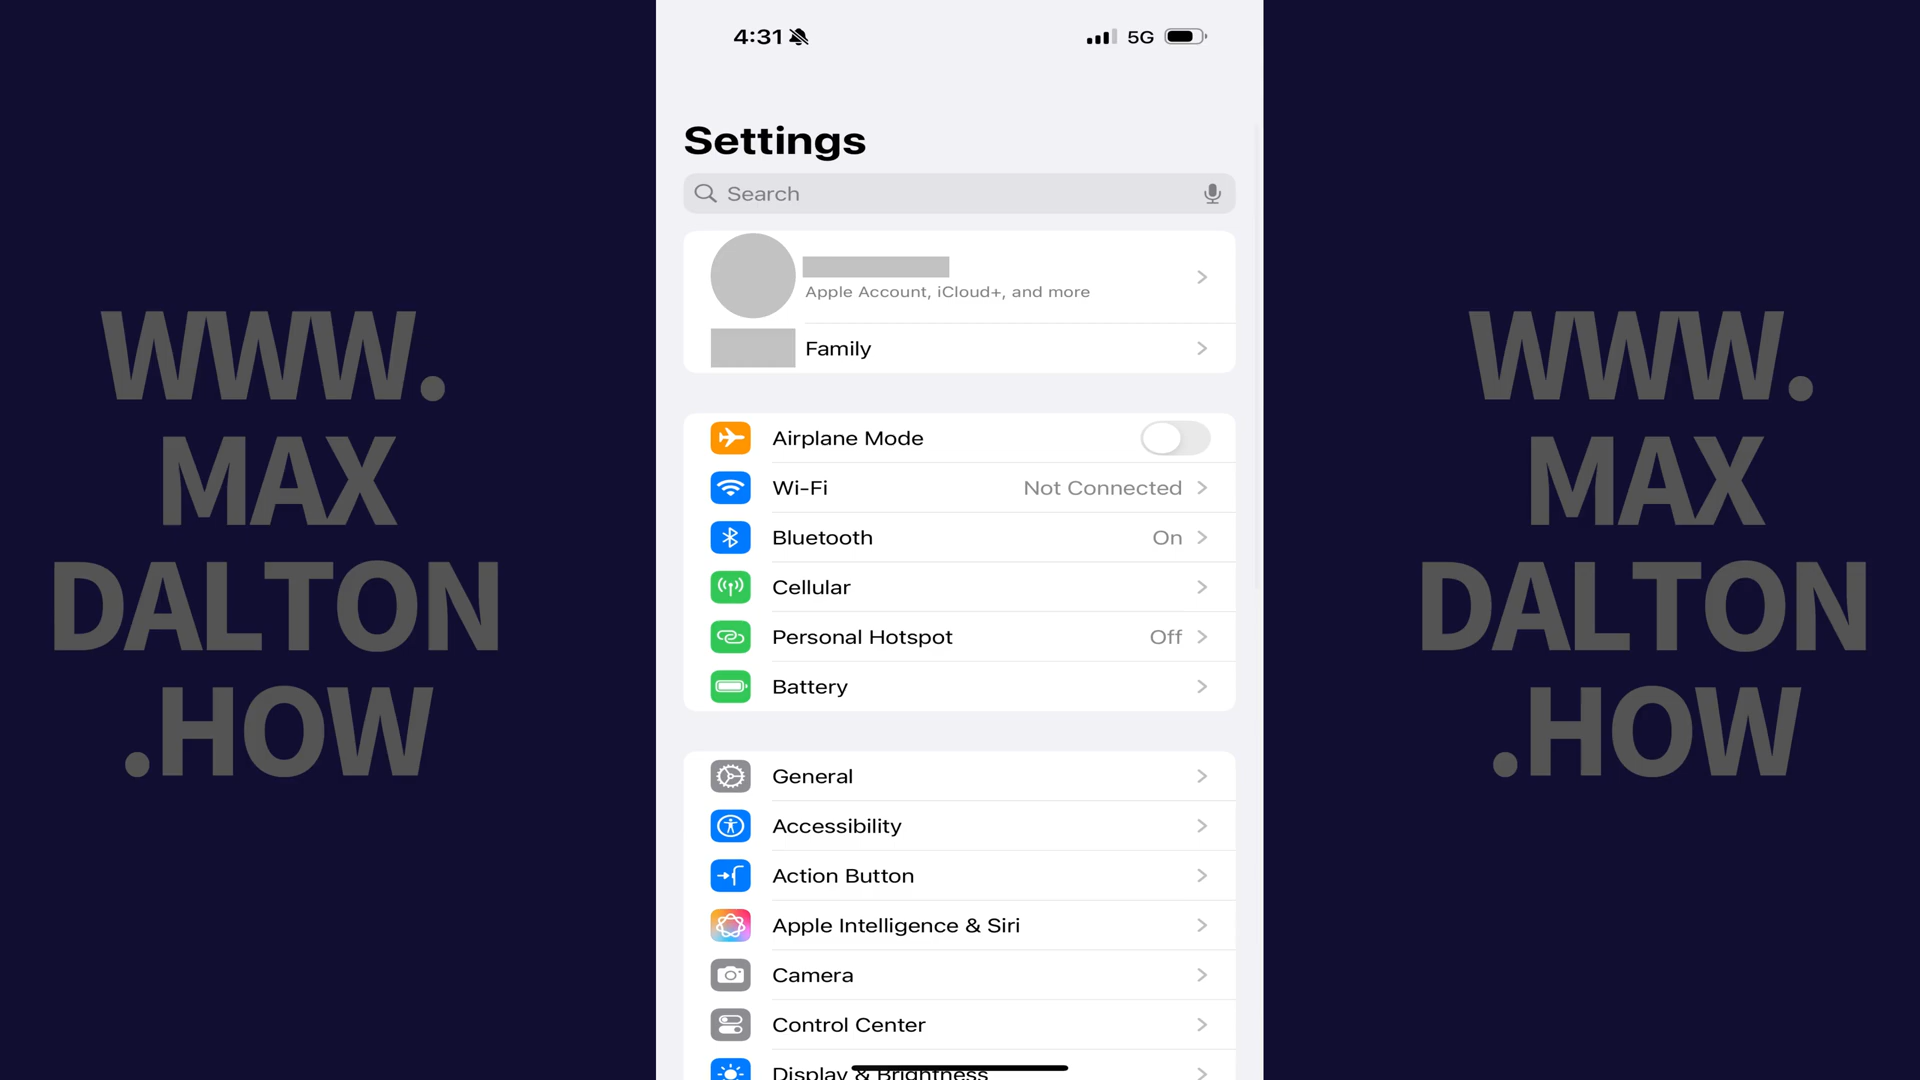 4:31
5G
Settings
Search
Apple Account, iCloud+, and more
Family
Airplane Mode
Wi-Fi Not Connected
Bluetooth On
Cellular
Personal Hotspot Off
Battery
General
Accessibility
Action Button
Apple Intelligence & Siri
Camera
Control Center
Display & Brightness
WWW.
MAX
DALTON
.HOW
WWW.
MAX
DALTON
.HOW